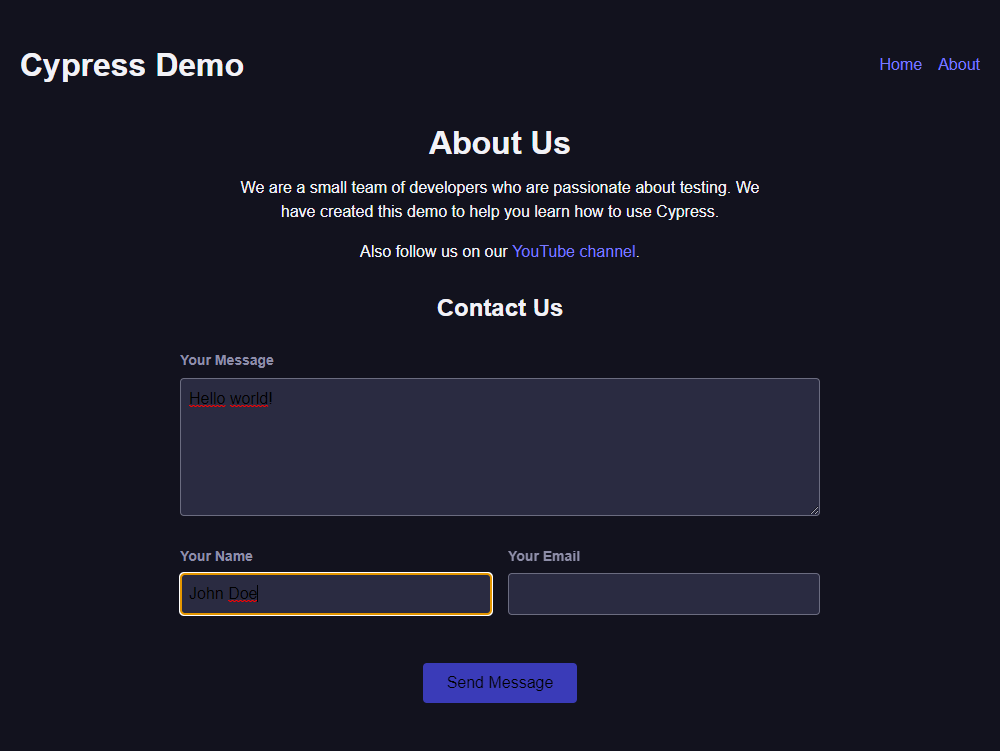 Cypress Demo
Home About
About Us
We are a small team of developers who are passionate about testing. We
have created this demo to help you learn how to use Cypress.
Also follow us on our YouTube channel.
Contact Us
Your Message
Hello world!
Your Name
Your Email
John Doe
Send Message